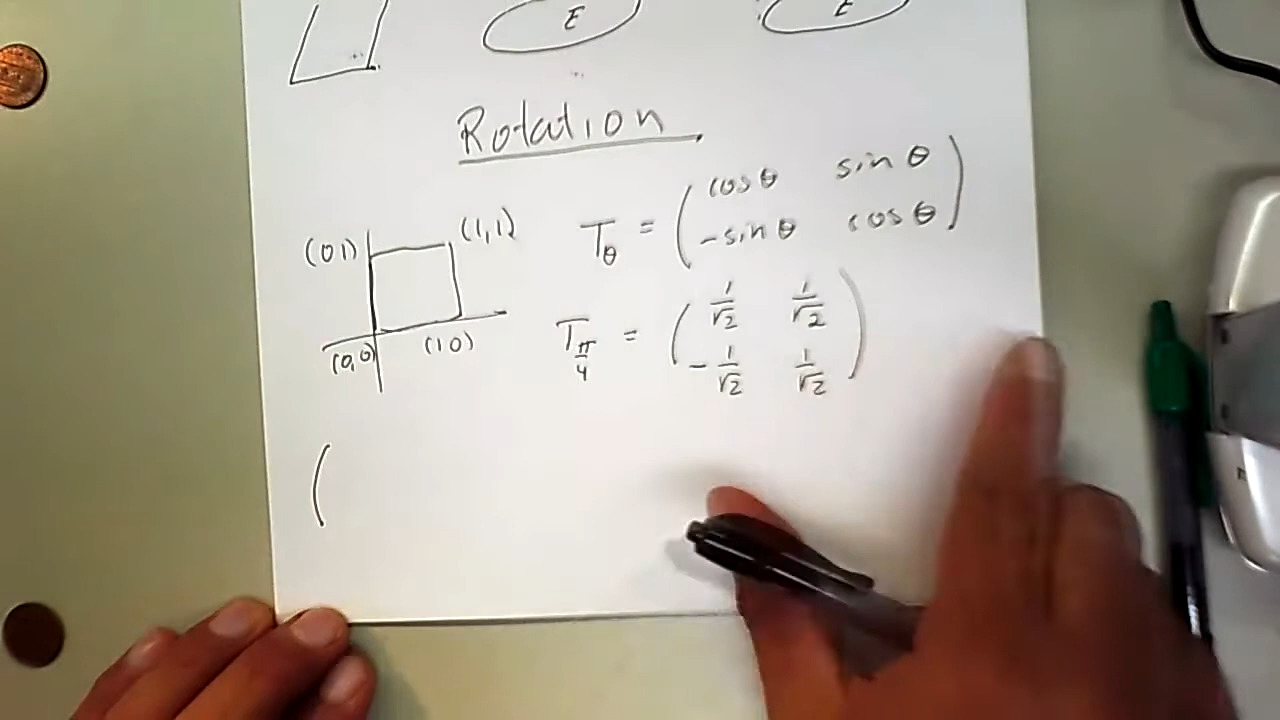 E E
Rotation
(0 1) (1,1)
(0,0) (1 0)
T_θ = ( cos θ sin θ
-sin θ cos θ )
T_π/4 = ( 1/√2 1/√2
-1/√2 1/√2 )
(